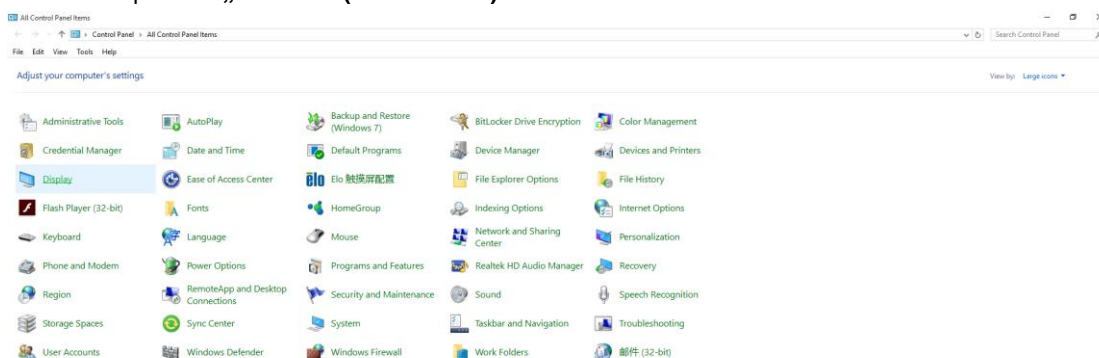 All Control Panel Items
Control Panel > All Control Panel Items
Search Control Panel
File Edit View Tools Help
Adjust your computer's settings
View by: Large icons
Administrative Tools
AutoPlay
Backup and Restore
(Windows 7)
BitLocker Drive Encryption
Color Management
Credential Manager
Date and Time
Default Programs
Device Manager
Devices and Printers
Display
Ease of Access Center
elo Elo 触摸屏配置
File Explorer Options
File History
Flash Player (32-bit)
Fonts
HomeGroup
Indexing Options
Internet Options
Keyboard
Language
Mouse
Network and Sharing
Center
Personalization
Phone and Modem
Power Options
Programs and Features
Realtek HD Audio Manager
Recovery
Region
RemoteApp and Desktop
Connections
Security and Maintenance
Sound
Speech Recognition
Storage Spaces
Sync Center
System
Taskbar and Navigation
Troubleshooting
User Accounts
Windows Defender
Windows Firewall
Work Folders
邮件 (32-bit)